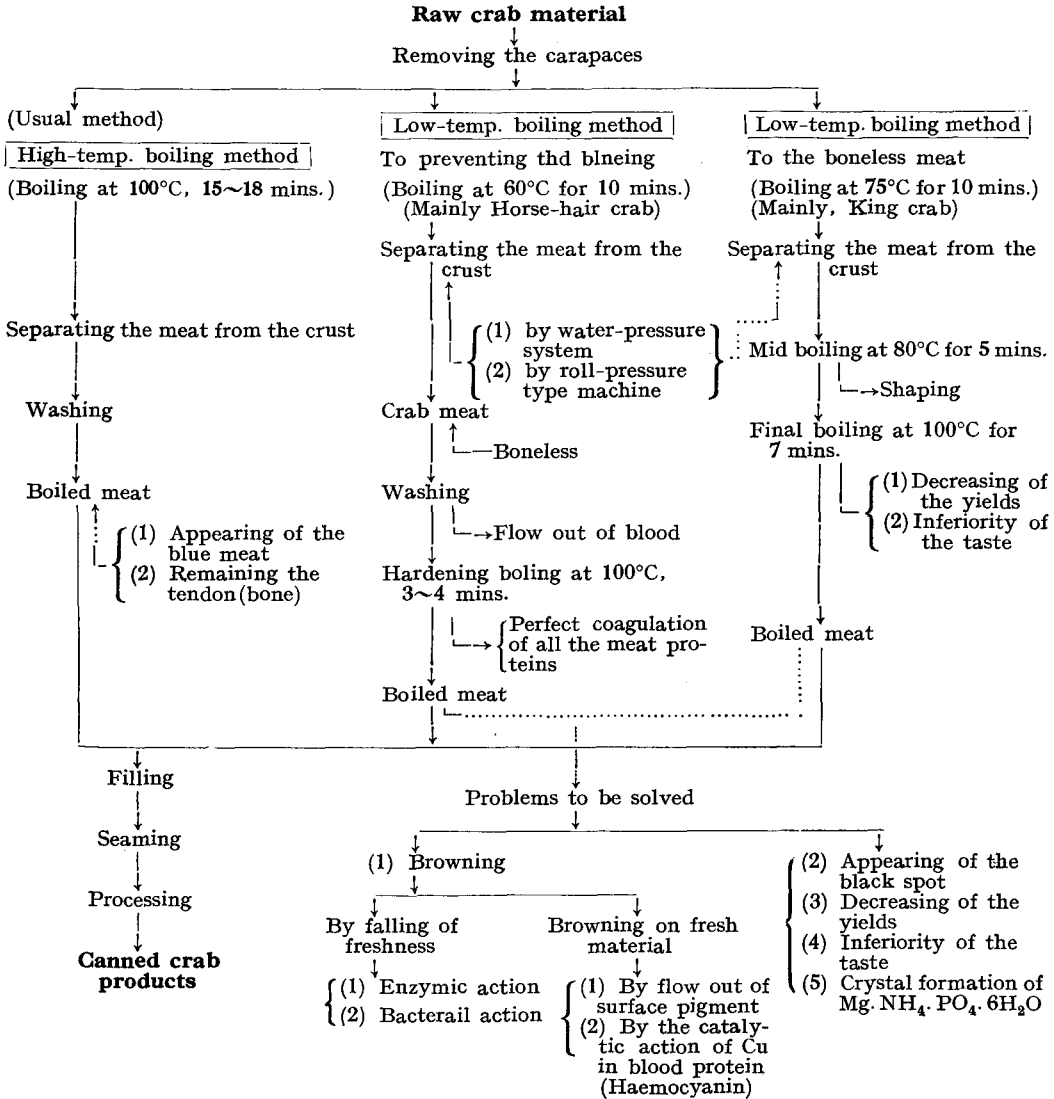 Raw crab material
Removing the carapaces
(Usual method)
High-temp. boiling method
(Boiling at 100°C, 15~18 mins.)
Separating the meat from the crust
Washing
Boiled meat
(1) Appearing of the
blue meat
(2) Remaining the
tendon(bone)
Low-temp. boiling method
To preventing thd blneing
(Boiling at 60°C for 10 mins.)
(Mainly Horse-hair crab)
Separating the meat from the
crust
(1) by water-pressure
system
(2) by roll-pressure
type machine
Crab meat
Boneless
Washing
Flow out of blood
Hardening boling at 100°C,
3~4 mins.
Perfect coagulation
of all the meat pro-
teins
Boiled meat
Low-temp. boiling method
To the boneless meat
(Boiling at 75°C for 10 mins.)
(Mainly, King crab)
Separating the meat from the
crust
Mid boiling at 80°C for 5 mins.
Shaping
Final boiling at 100°C for
7 mins.
(1) Decreasing of
the yields
(2) Inferiority of
the taste
Boiled meat
Filling
Seaming
Processing
Canned crab
products
Problems to be solved
(1) Browning
By falling of
freshness
(1) Enzymic action
(2) Bacterail action
Browning on fresh
material
(1) By flow out of
surface pigment
(2) By the cataly-
tic action of Cu
in blood protein
(Haemocyanin)
(2) Appearing of the
black spot
(3) Decreasing of the
yields
(4) Inferiority of the
taste
(5) Crystal formation of
Mg. NH₄. PO₄. 6H₂O